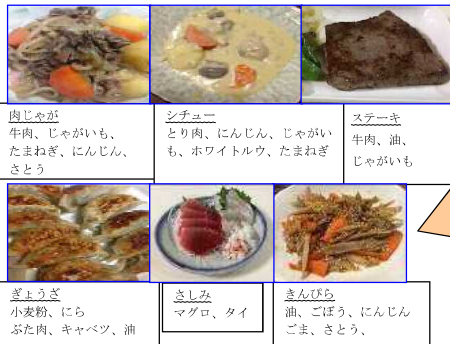 肉じゃが
牛肉、じゃがいも、
たまねぎ、にんじん、
さとう
シチュー
とり肉、にんじん、じゃがい
も、ホワイトルウ、たまねぎ
ステーキ
牛肉、油、
じゃがいも
ぎょうざ
小麦粉、にら
ぶた肉、キャベツ、油
さしみ
マグロ、タイ
きんぴら
油、ごぼう、にんじん
ごま、さとう、